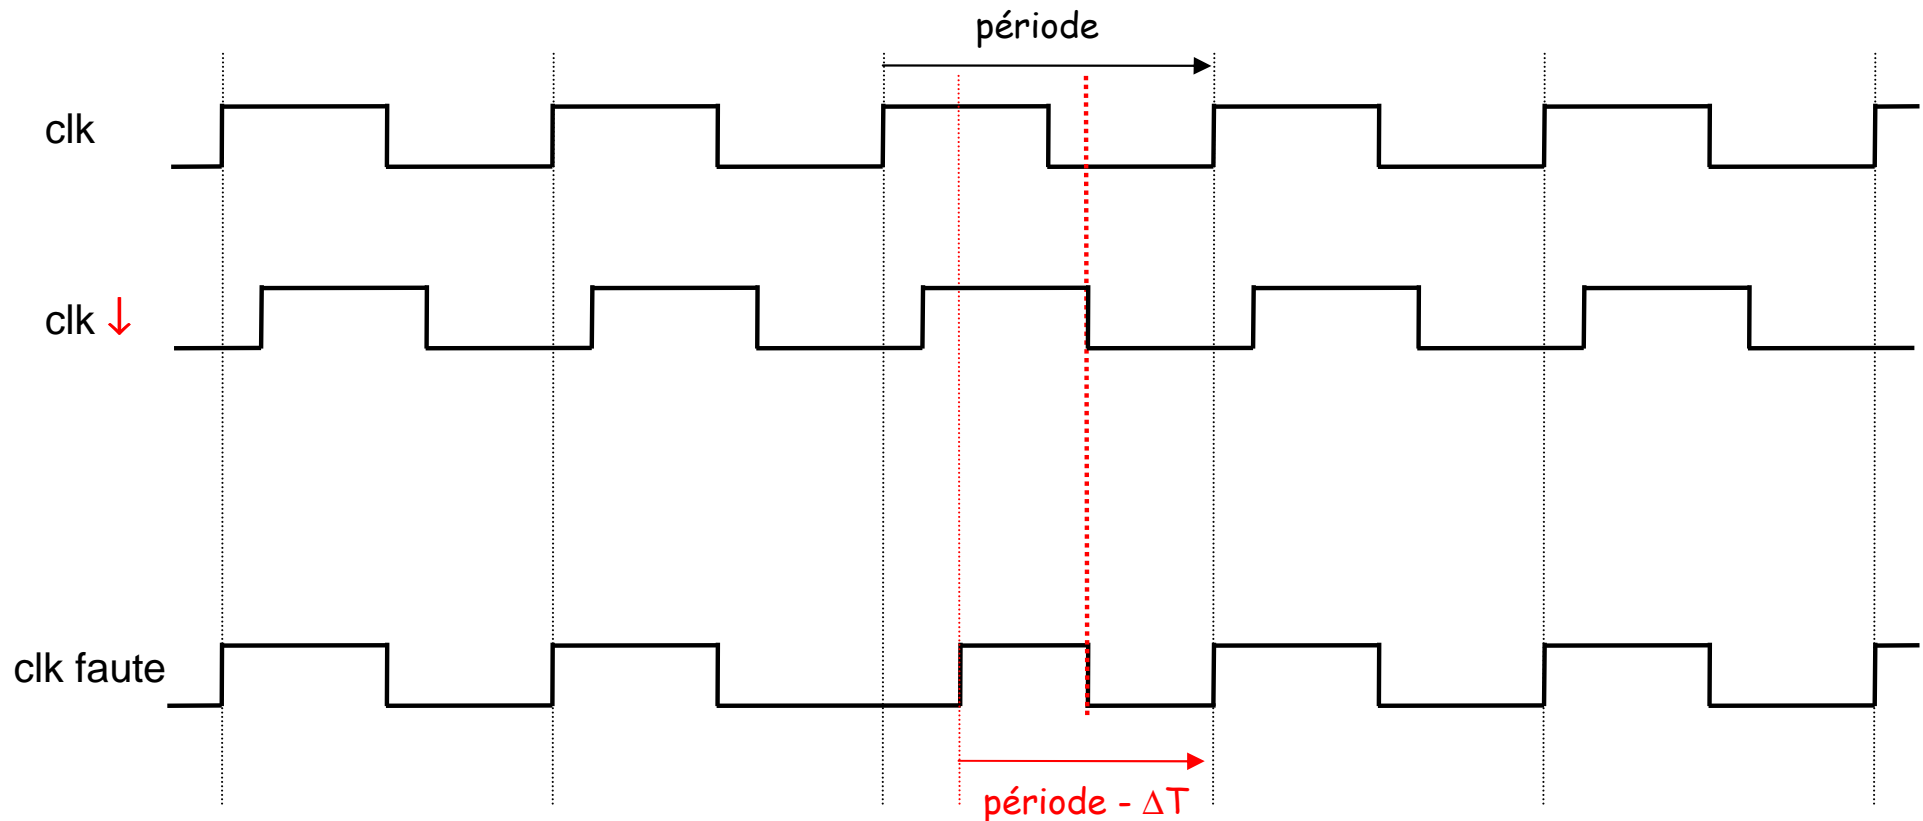 période
clk
clk ↓
clk faute
période - ΔT